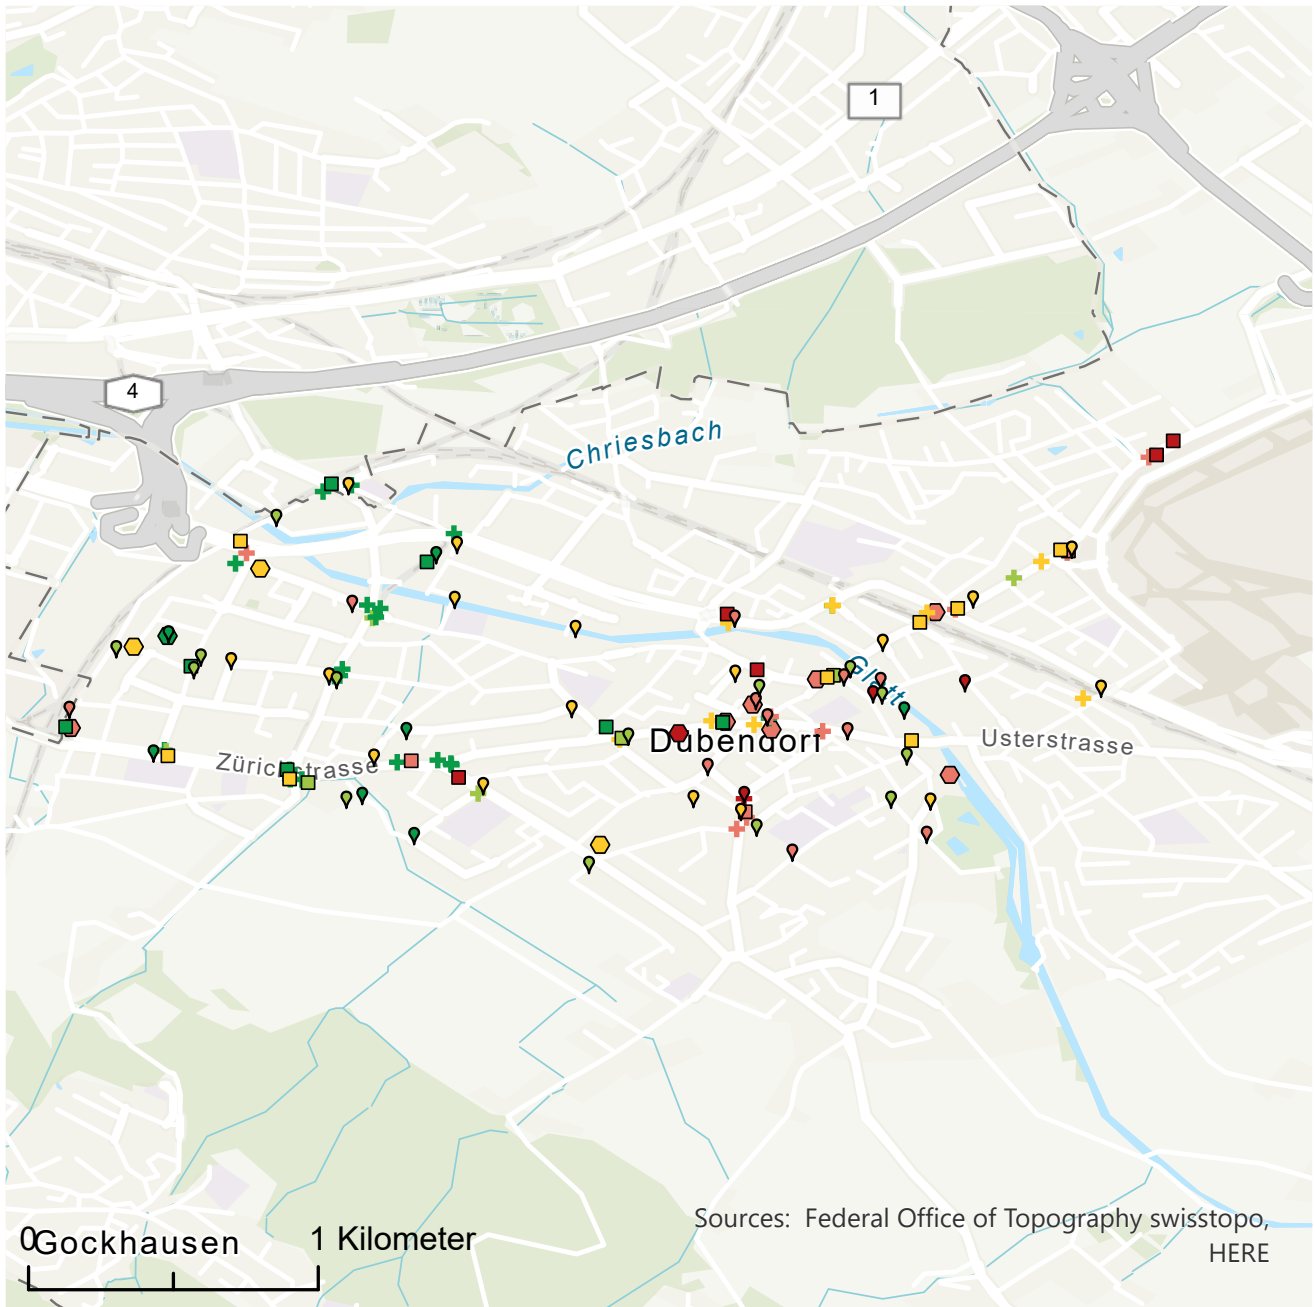 1
4
Chriesbach
Glatt
Dübendorf
Usterstrasse
Zürichstrasse
Sources: Federal Office of Topography swisstopo,
HERE
0 1 Kilometer
Gockhausen